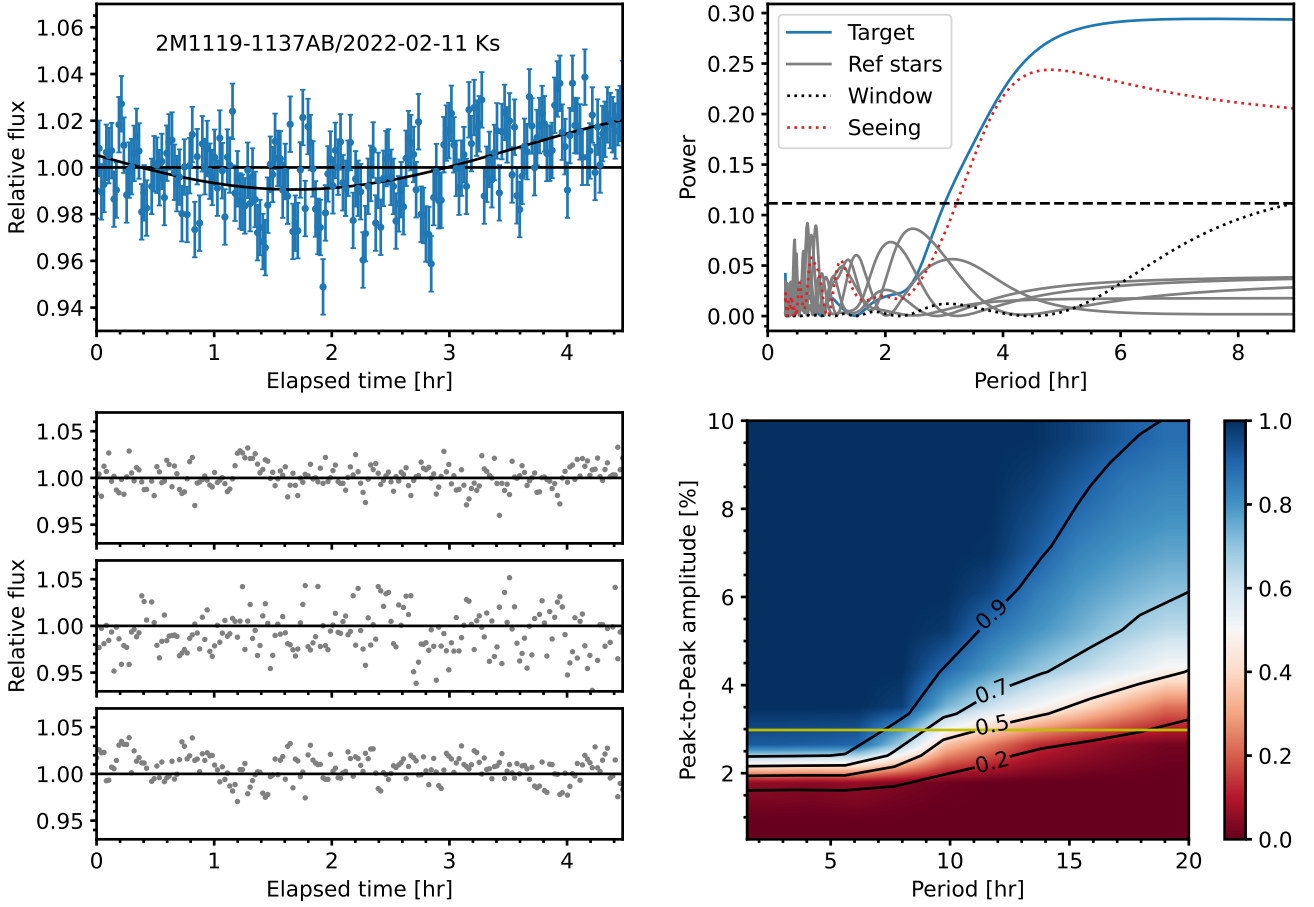 2M1119-1137AB/2022-02-11 Ks
1.06
1.04
1.02
1.00
0.98
0.96
0.94
Relative flux
0 1 2 3 4
Elapsed time [hr]
Target
Ref stars
Window
Seeing
0.30
0.25
0.20
0.15
0.10
0.05
0.00
Power
0 2 4 6 8
Period [hr]
1.05
1.00
0.95
1.05
1.00
0.95
1.05
1.00
0.95
Relative flux
0 1 2 3 4
Elapsed time [hr]
10
8
6
4
2
Peak-to-Peak amplitude [%]
0.9
0.7
0.5
0.2
5 10 15 20
Period [hr]
1.0
0.8
0.6
0.4
0.2
0.0